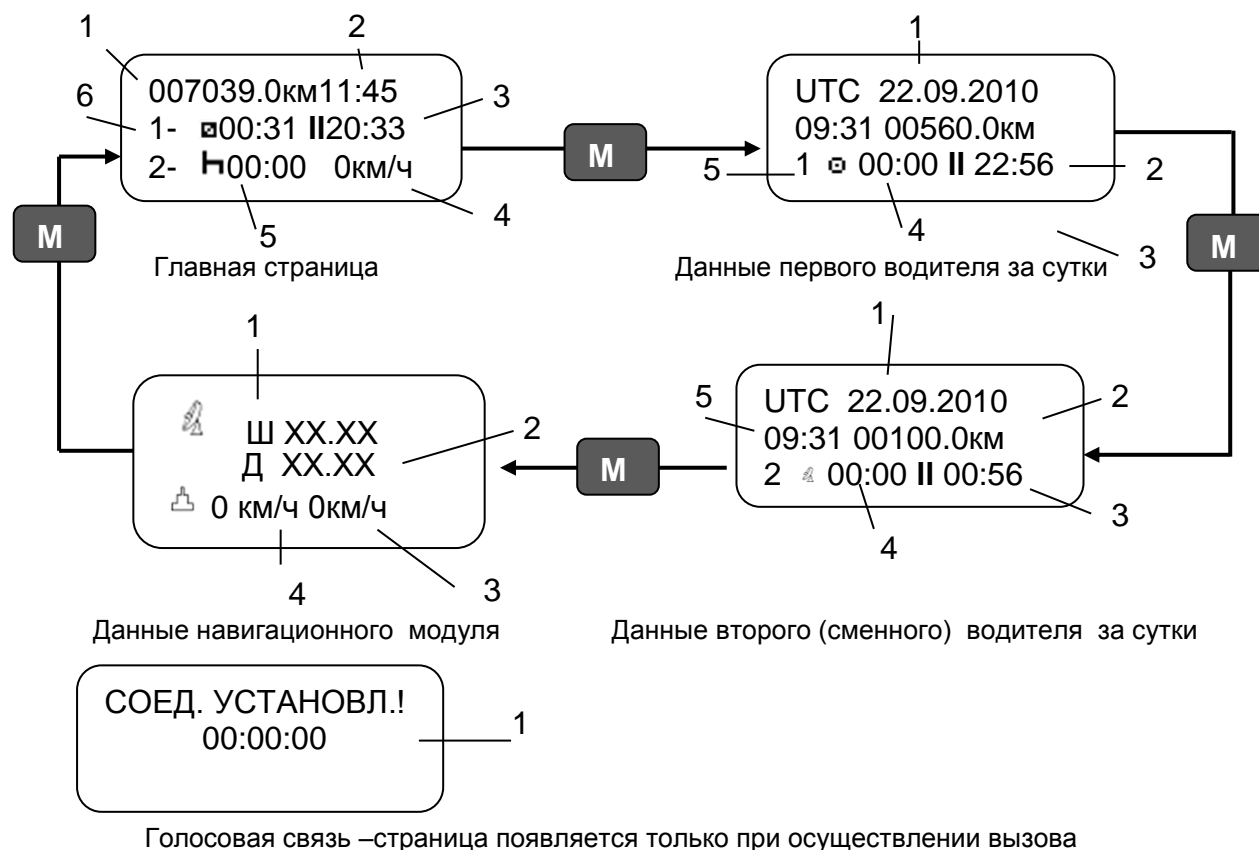 1
2
007039.0км11:45
6
3
1- 00:31 II20:33
2- 00:00 0км/ч
4
5
Главная страница
М
1
UTC 22.09.2010
09:31 00560.0км
5
1 00:00 II 22:56
2
4
3
Данные первого водителя за сутки
М
М
1
Ш ХХ.ХХ
2
Д ХХ.ХХ
0 км/ч 0км/ч
4
3
Данные навигационного модуля
М
1
5
UTC 22.09.2010
2
09:31 00100.0км
2 00:00 II 00:56
3
4
Данные второго (сменного) водителя за сутки
СОЕД. УСТАНОВЛ.!
00:00:00
1
Голосовая связь –страница появляется только при осуществлении вызова